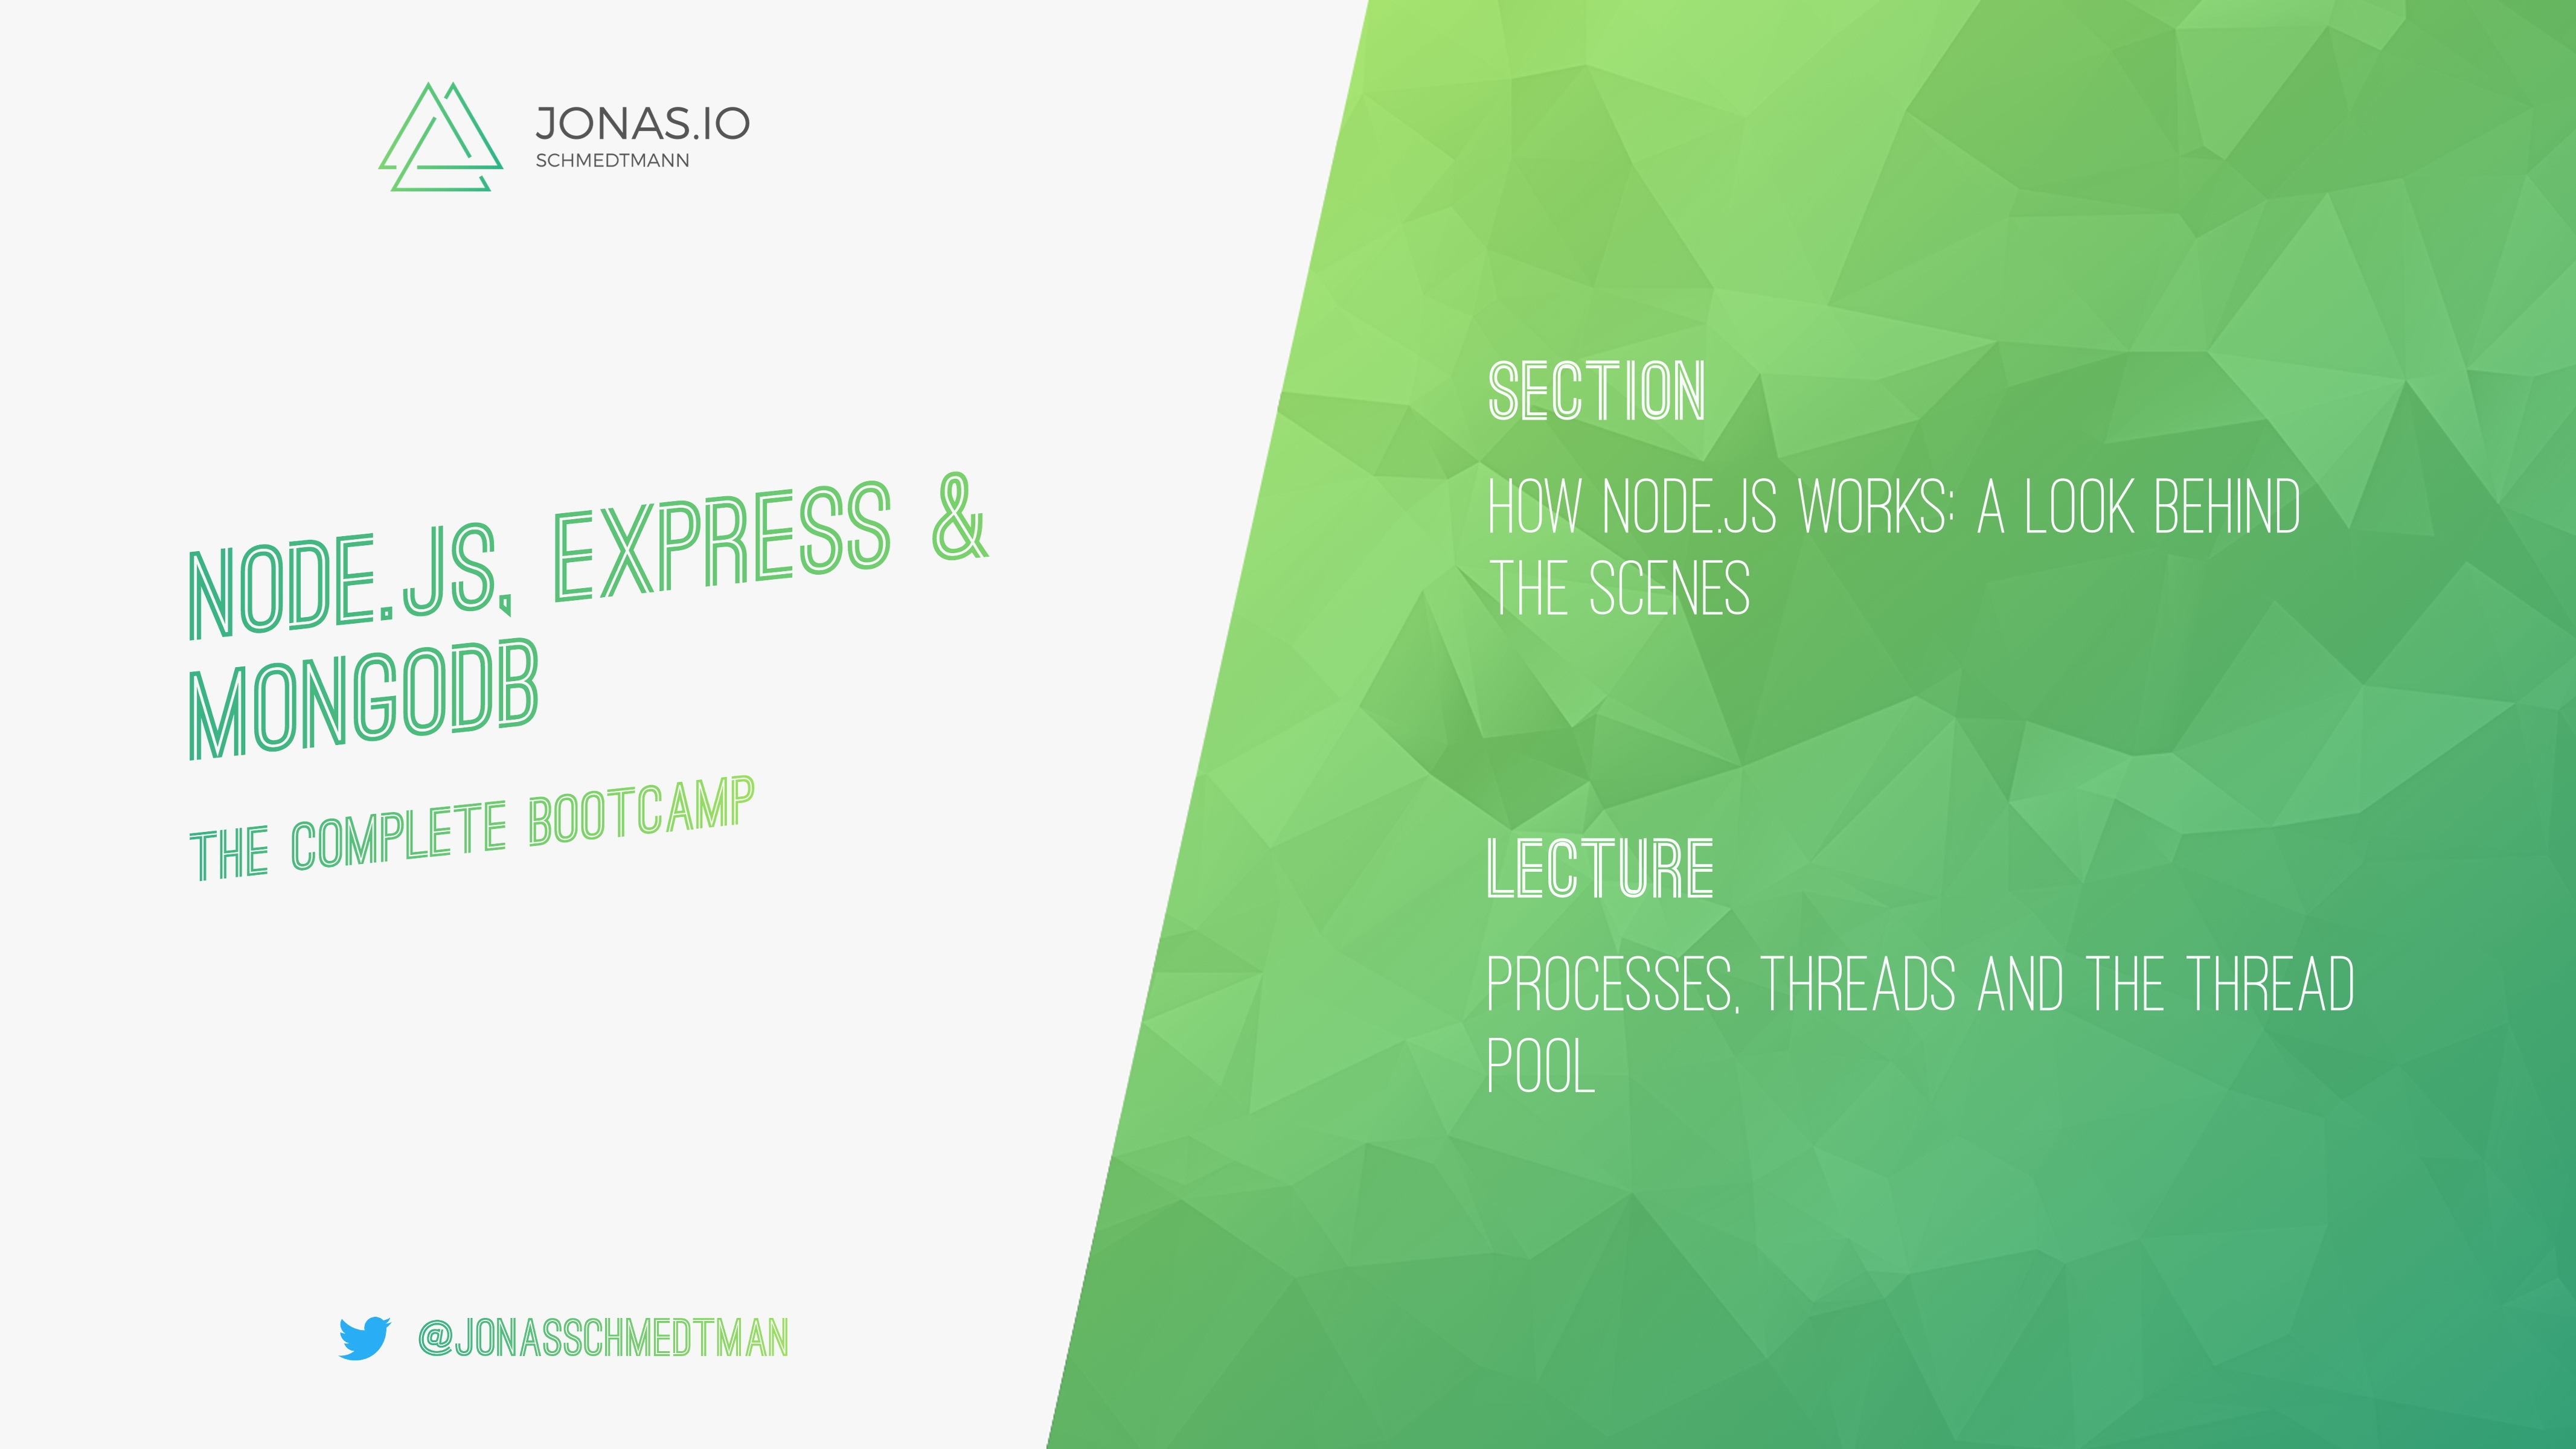 JONAS.IO
SCHMEDTMANN
NODE.JS, EXPRESS &
MONGODB
THE COMPLETE BOOTCAMP
@JONASSCHMEDTMAN
SECTION
HOW NODE.JS WORKS: A LOOK BEHIND
THE SCENES
LECTURE
PROCESSES, THREADS AND THE THREAD
POOL